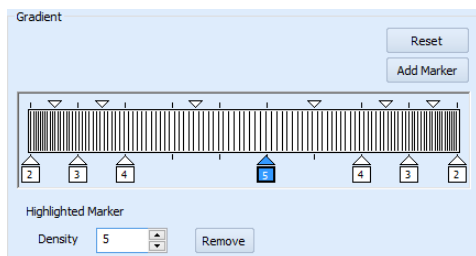 Gradient
Reset
Add Marker
2 3 4 5 4 3 2
Highlighted Marker
Density 5 Remove